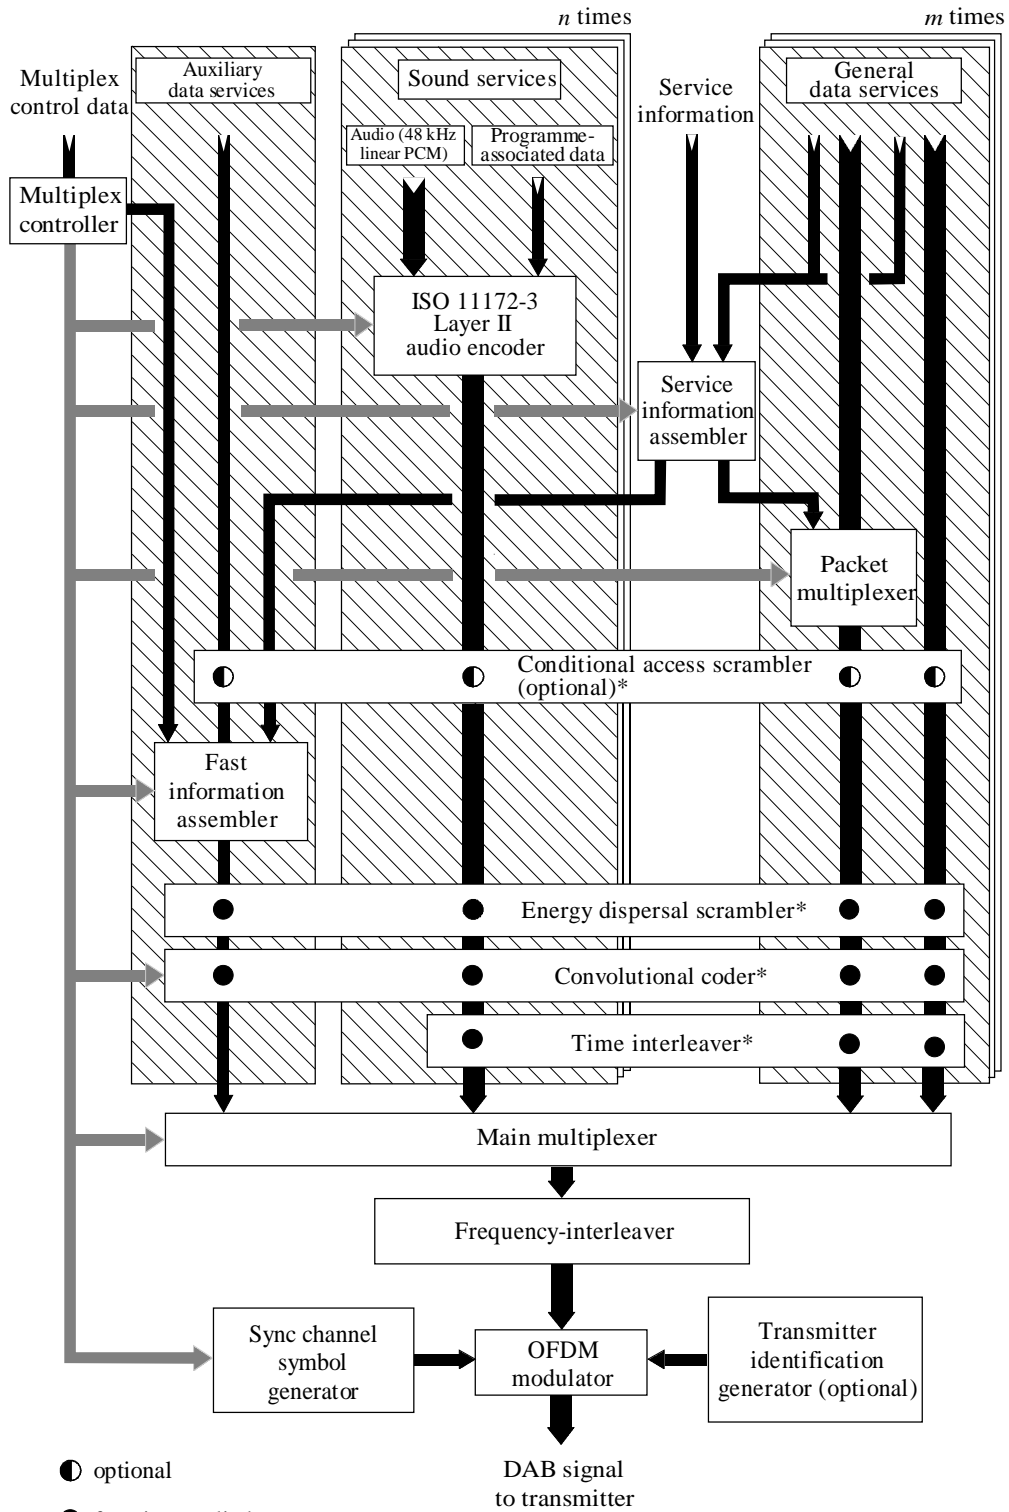 n times
m times
Multiplex
control data
Auxiliary
data services
Sound services
Service
information
General
data services
Audio (48 kHz
linear PCM)
Programme-
associated data
Multiplex
controller
ISO 11172-3
Layer II
audio encoder
Service
information
assembler
Packet
multiplexer
Conditional access scrambler
(optional)*
Fast
information
assembler
Energy dispersal scrambler*
Convolutional coder*
Time interleaver*
Main multiplexer
Frequency-interleaver
Sync channel
symbol
generator
OFDM
modulator
Transmitter
identification
generator (optional)
optional
DAB signal
to transmitter